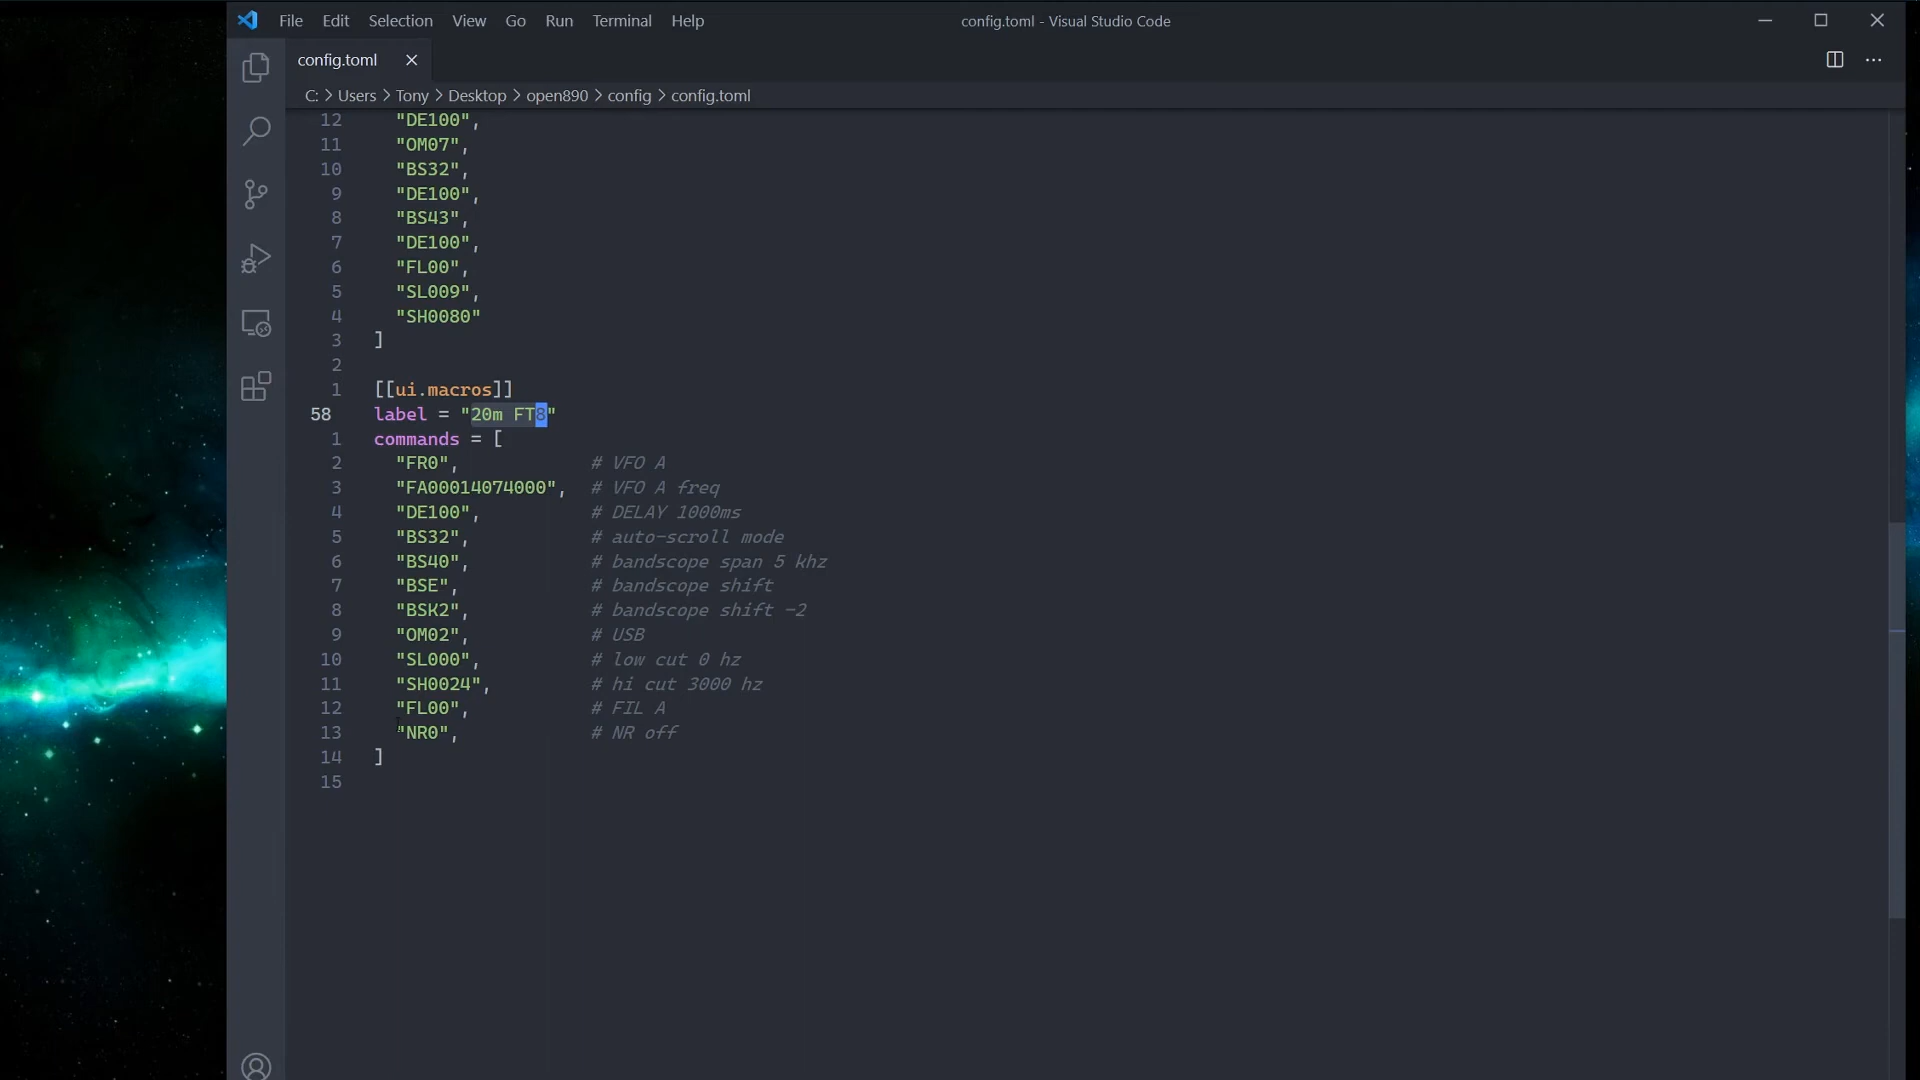 File Edit Selection View Go Run Terminal Help config.toml - Visual Studio Code
config.toml
C: > Users > Tony > Desktop > open890 > config > config.toml
12 "DE100",
11 "OM07",
10 "BS32",
9 "DE100",
8 "BS43",
7 "DE100",
6 "FL00",
5 "SL009",
4 "SH0080"
3 ]
2
1 [[ui.macros]]
58 label = "20m FT8"
1 commands = [
2 "FR0", # VFO A
3 "FA00014074000", # VFO A freq
4 "DE100", # DELAY 1000ms
5 "BS32", # auto-scroll mode
6 "BS40", # bandscope span 5 khz
7 "BSE", # bandscope shift
8 "BSK2", # bandscope shift -2
9 "OM02", # USB
10 "SL000", # low cut 0 hz
11 "SH0024", # hi cut 3000 hz
12 "FL00", # FIL A
13 "NR0", # NR off
14 ]
15